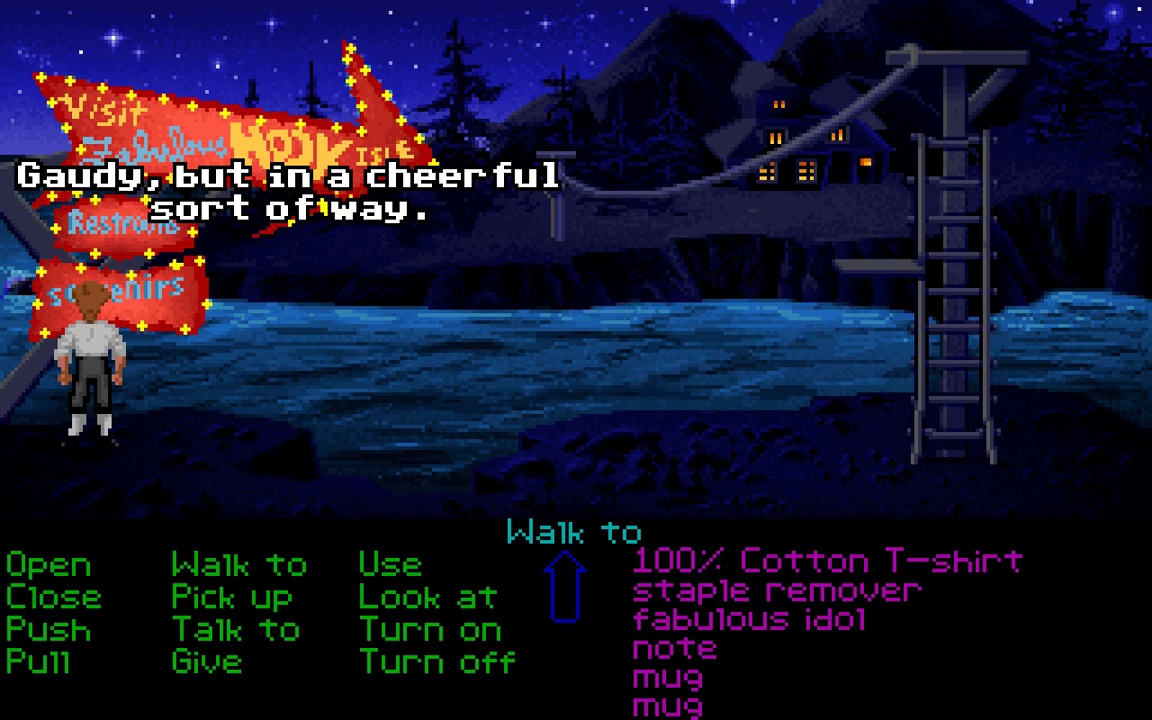 Visit
Fabulous HOOK ISLE
Gaudy, but in a cheerful
sort of way.
Restrooms
souvenirs
Walk to
Open Walk to Use
Close Pick up Look at
Push Talk to Turn on
Pull Give Turn off
100% Cotton T-shirt
staple remover
fabulous idol
note
mug
mug